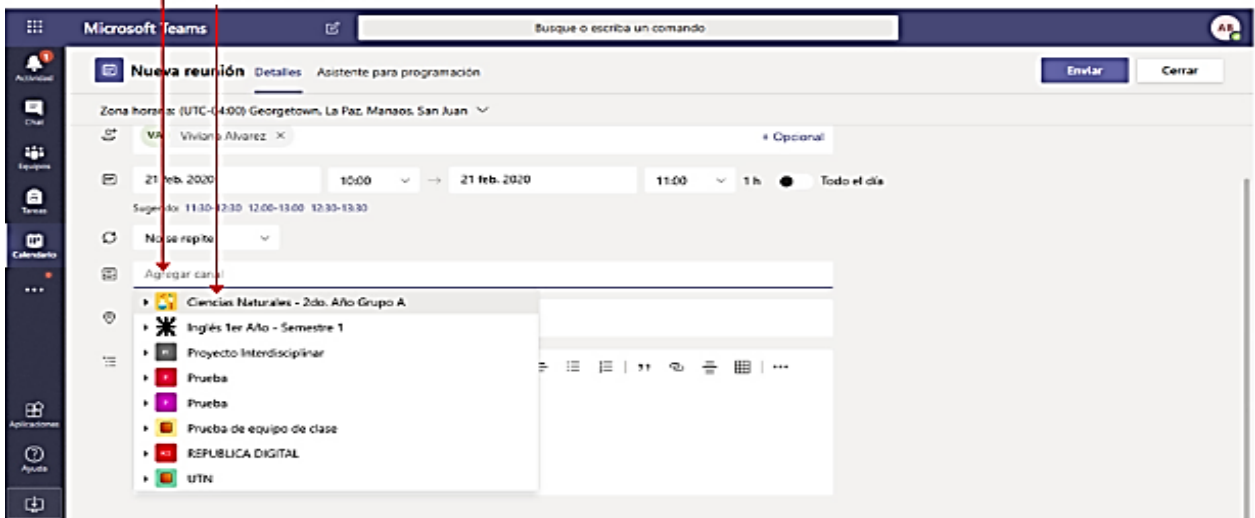 Microsoft Teams Busque o escriba un comando AB
1
Actividad
Nueva reunión Detalles Asistente para programación Enviar Cerrar
Zona horaria: (UTC-04:00) Georgetown, La Paz, Manaos, San Juan
Chat
VA Viviana Alvarez × + Opcional
Equipos
21 feb. 2020 10:00 → 21 feb. 2020 11:00 1 h Todo el día
Tareas
Sugerido: 11:30-12:30 12:00-13:00 12:30-13:30
Calendario
No se repite
Agregar canal
Ciencias Naturales - 2do. Año Grupo A
Inglés 1er Año - Semestre 1
Proyecto Interdisciplinar
Prueba
Prueba
Prueba de equipo de clase
REPUBLICA DIGITAL
UTN
Aplicaciones
Ayuda